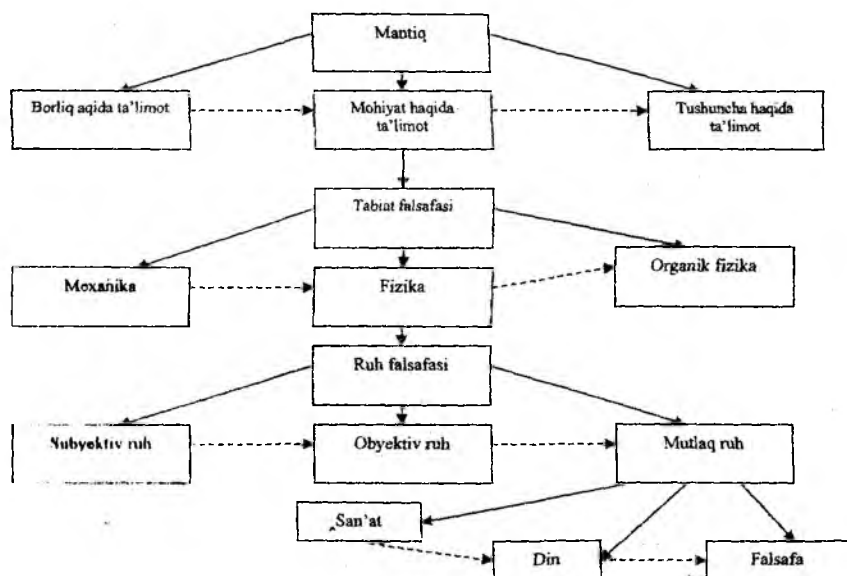 Mantiq
Borliq aqida ta'limot
Mohiyat haqida
ta'limot
Tushuncha haqida
ta'limot
Tabiat falsafasi
Mexanika
Fizika
Organik fizika
Ruh falsafasi
Subyektiv ruh
Obyektiv ruh
Mutlaq ruh
San'at
Din
Falsafa